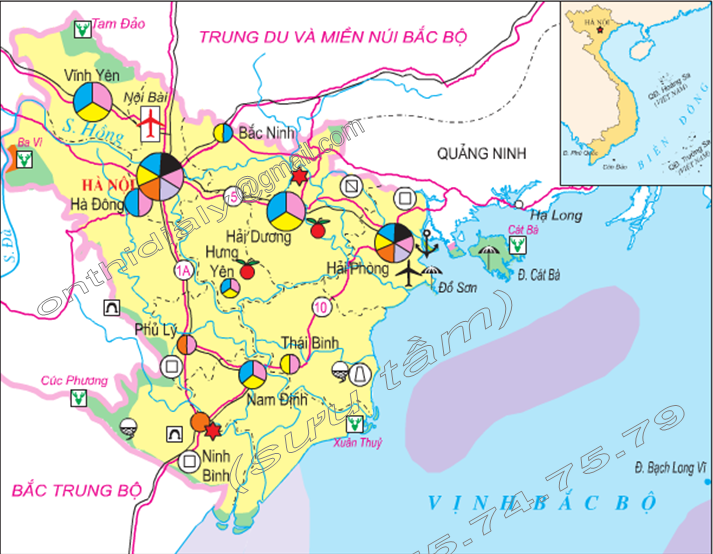 Tam Đảo
TRUNG DU VÀ MIỀN NÚI BẮC BỘ
HÀ NỘI
QĐ. Hoàng Sa
(VIỆT NAM)
BIỂN ĐÔNG
Đ. Phú Quốc
Côn Đảo
QĐ. Trường Sa
(VIỆT NAM)
Vĩnh Yên
Nội Bài
S. Hồng
Bắc Ninh
Ba Vì
QUẢNG NINH
HÀ NỘI
Hà Đông
5
Hạ Long
S. Đà
Hải Dương
Cát Bà
Hưng
Yên
1A
Hải Phòng
Đ. Cát Bà
Đồ Sơn
10
Phủ Lý
Thái Bình
Cúc Phương
Nam Định
Xuân Thuỷ
Ninh
Bình
BẮC TRUNG BỘ
Đ. Bạch Long Vĩ
VỊNH BẮC BỘ
onthidialy@gmail.com
(sưu tầm)
75.74.75.79